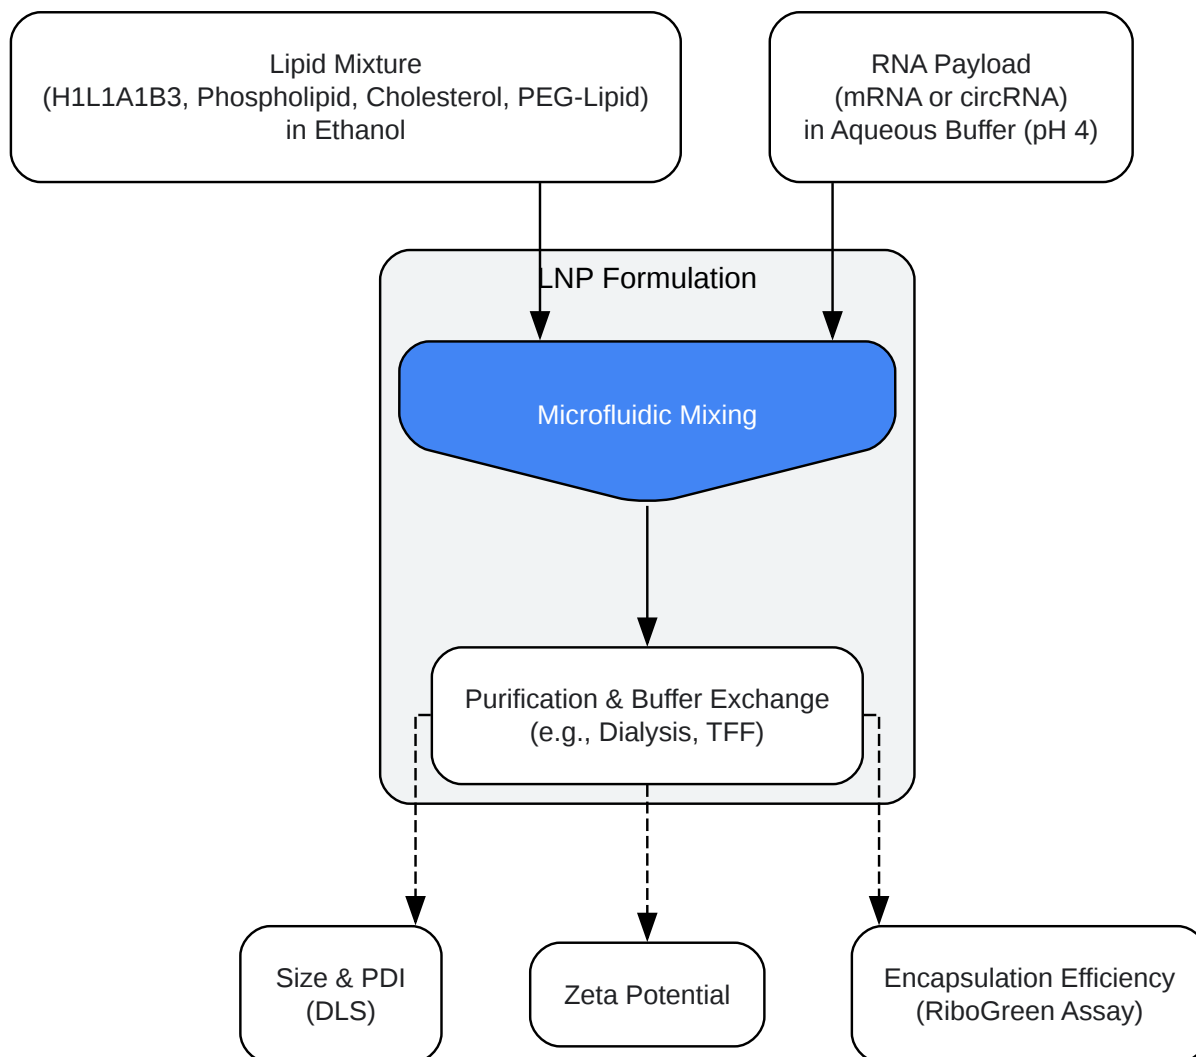 Lipid Mixture
(H1L1A1B3, Phospholipid, Cholesterol, PEG-Lipid)
in Ethanol
RNA Payload
(mRNA or circRNA)
in Aqueous Buffer (pH 4)
LNP Formulation
Microfluidic Mixing
Purification & Buffer Exchange
(e.g., Dialysis, TFF)
Size & PDI
(DLS)
Zeta Potential
Encapsulation Efficiency
(RiboGreen Assay)